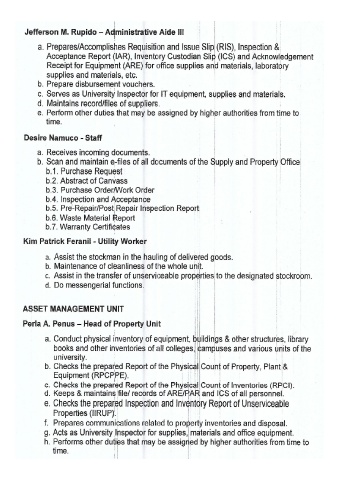 Jefferson M. Rupido – Administrative Aide III
a. Prepares/Accomplishes Requisition and Issue Slip (RIS), Inspection &
Acceptance Report (IAR), Inventory Custodian Slip (ICS) and Acknowledgement
Receipt for Equipment (ARE) for office supplies and materials, laboratory
supplies and materials, etc.
b. Prepare disbursement vouchers.
c. Serves as University Inspector for IT equipment, supplies and materials.
d. Maintains record/files of suppliers.
e. Perform other duties that may be assigned by higher authorities from time to
time.
Desire Namuco - Staff
a. Receives incoming documents.
b. Scan and maintain e-files of all documents of the Supply and Property Office
b.1. Purchase Request
b.2. Abstract of Canvass
b.3. Purchase Order/Work Order
b.4. Inspection and Acceptance
b.5. Pre-Repair/Post Repair Inspection Report
b.6. Waste Material Report
b.7. Warranty Certificates
Kim Patrick Feranil - Utility Worker
a. Assist the stockman in the hauling of delivered goods.
b. Maintenance of cleanliness of the whole unit.
c. Assist in the transfer of unserviceable properties to the designated stockroom.
d. Do messengerial functions.
ASSET MANAGEMENT UNIT
Perla A. Penus – Head of Property Unit
a. Conduct physical inventory of equipment, buildings & other structures, library
books and other inventories of all colleges, campuses and various units of the
university.
b. Checks the prepared Report of the Physical Count of Property, Plant &
Equipment (RPCPPE).
c. Checks the prepared Report of the Physical Count of Inventories (RPCI).
d. Keeps & maintains file/ records of ARE/PAR and ICS of all personnel.
e. Checks the prepared Inspection and Inventory Report of Unserviceable
Properties (IIRUP).
f. Prepares communications related to property inventories and disposal.
g. Acts as University Inspector for supplies, materials and office equipment.
h. Performs other duties that may be assigned by higher authorities from time to
time.